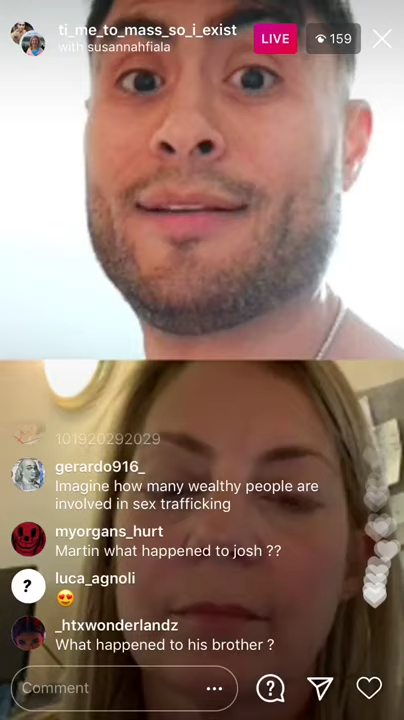 ti_me_to_mass_so_i_exist
with susannahfiala
LIVE
159
101920292029
gerardo916_
Imagine how many wealthy people are
involved in sex trafficking
myorgans_hurt
Martin what happened to josh ??
?
luca_agnoli
😍
_htxwonderlandz
What happened to his brother ?
Comment